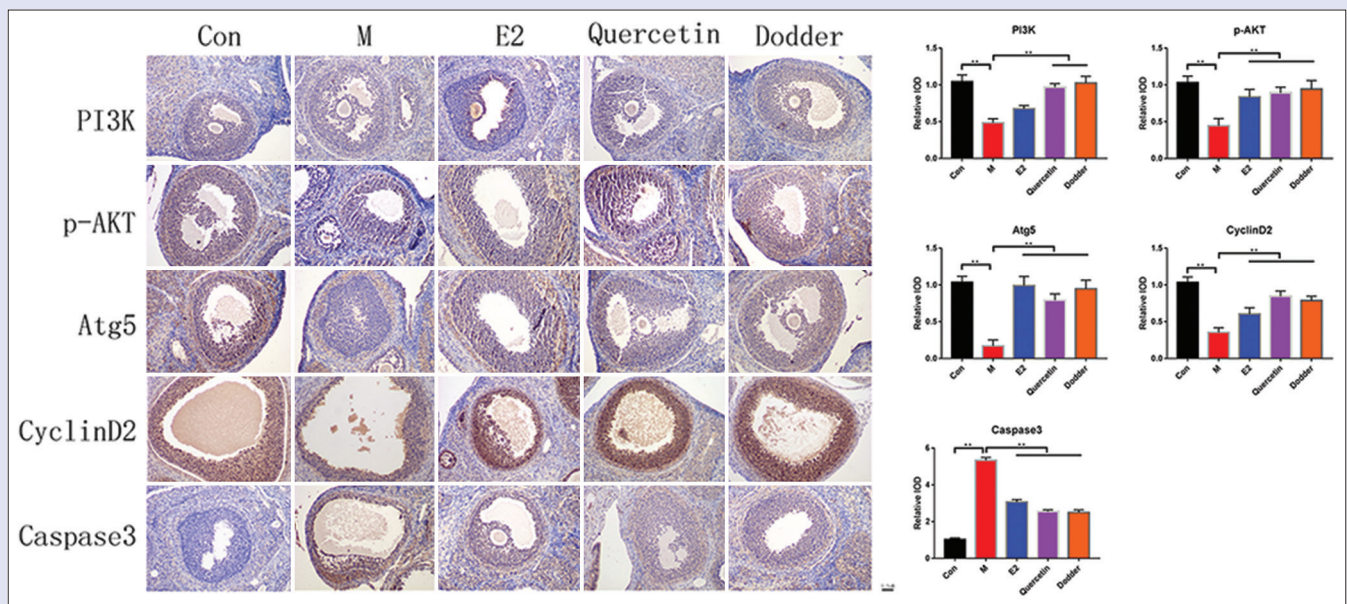 Con M E2 Quercetin Dodder
PI3K
p-AKT
Atg5
CyclinD2
Caspase3
PI3K
**
**
Relative IOD
1.5
1.0
0.5
0.0
Con M E2 Quercetin Dodder
p-AKT
**
**
Relative IOD
1.5
1.0
0.5
0.0
Con M E2 Quercetin Dodder
Atg5
**
**
Relative IOD
1.5
1.0
0.5
0.0
Con M E2 Quercetin Dodder
CyclinD2
**
**
Relative IOD
1.5
1.0
0.5
0.0
Con M E2 Quercetin Dodder
Caspase3
**
**
Relative IOD
6
4
2
0
Con M E2 Quercetin Dodder